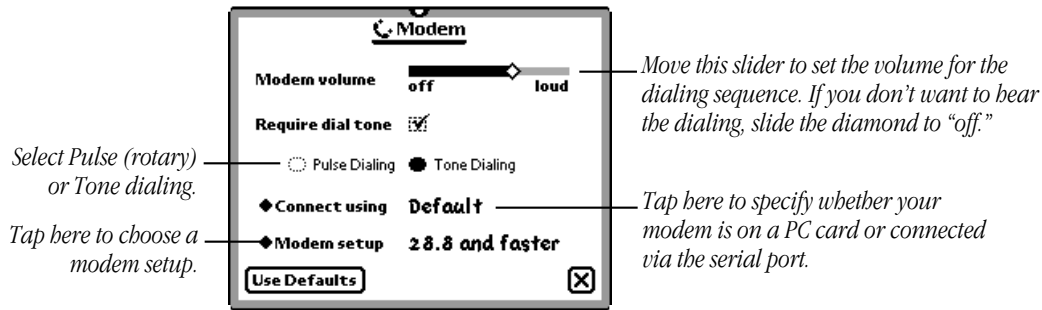 Modem
Modem volume
off loud
Move this slider to set the volume for the
dialing sequence. If you don’t want to hear
the dialing, slide the diamond to “off.”
Require dial tone
Select Pulse (rotary)
or Tone dialing.
Pulse Dialing Tone Dialing
Connect using Default
Tap here to specify whether your
modem is on a PC card or connected
via the serial port.
Tap here to choose a
modem setup.
Modem setup 28.8 and faster
Use Defaults